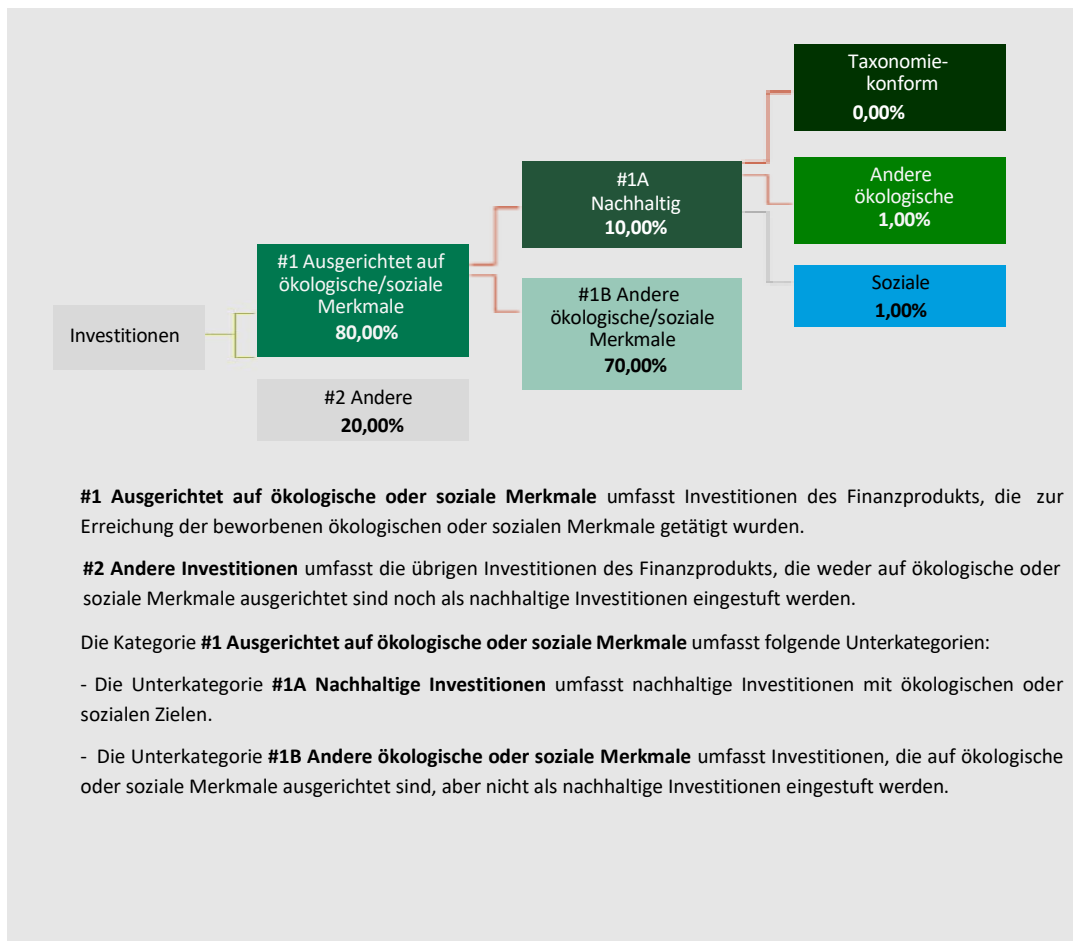 Taxonomie-
konform
0,00%
#1A
Nachhaltig
10,00%
Andere
ökologische
1,00%
#1 Ausgerichtet auf
ökologische/soziale
Merkmale
80,00%
Soziale
1,00%
#1B Andere
ökologische/soziale
Merkmale
70,00%
Investitionen
#2 Andere
20,00%
#1 Ausgerichtet auf ökologische oder soziale Merkmale umfasst Investitionen des Finanzprodukts, die zur
Erreichung der beworbenen ökologischen oder sozialen Merkmale getätigt wurden.
#2 Andere Investitionen umfasst die übrigen Investitionen des Finanzprodukts, die weder auf ökologische oder
soziale Merkmale ausgerichtet sind noch als nachhaltige Investitionen eingestuft werden.
Die Kategorie #1 Ausgerichtet auf ökologische oder soziale Merkmale umfasst folgende Unterkategorien:
- Die Unterkategorie #1A Nachhaltige Investitionen umfasst nachhaltige Investitionen mit ökologischen oder
sozialen Zielen.
- Die Unterkategorie #1B Andere ökologische oder soziale Merkmale umfasst Investitionen, die auf ökologische
oder soziale Merkmale ausgerichtet sind, aber nicht als nachhaltige Investitionen eingestuft werden.